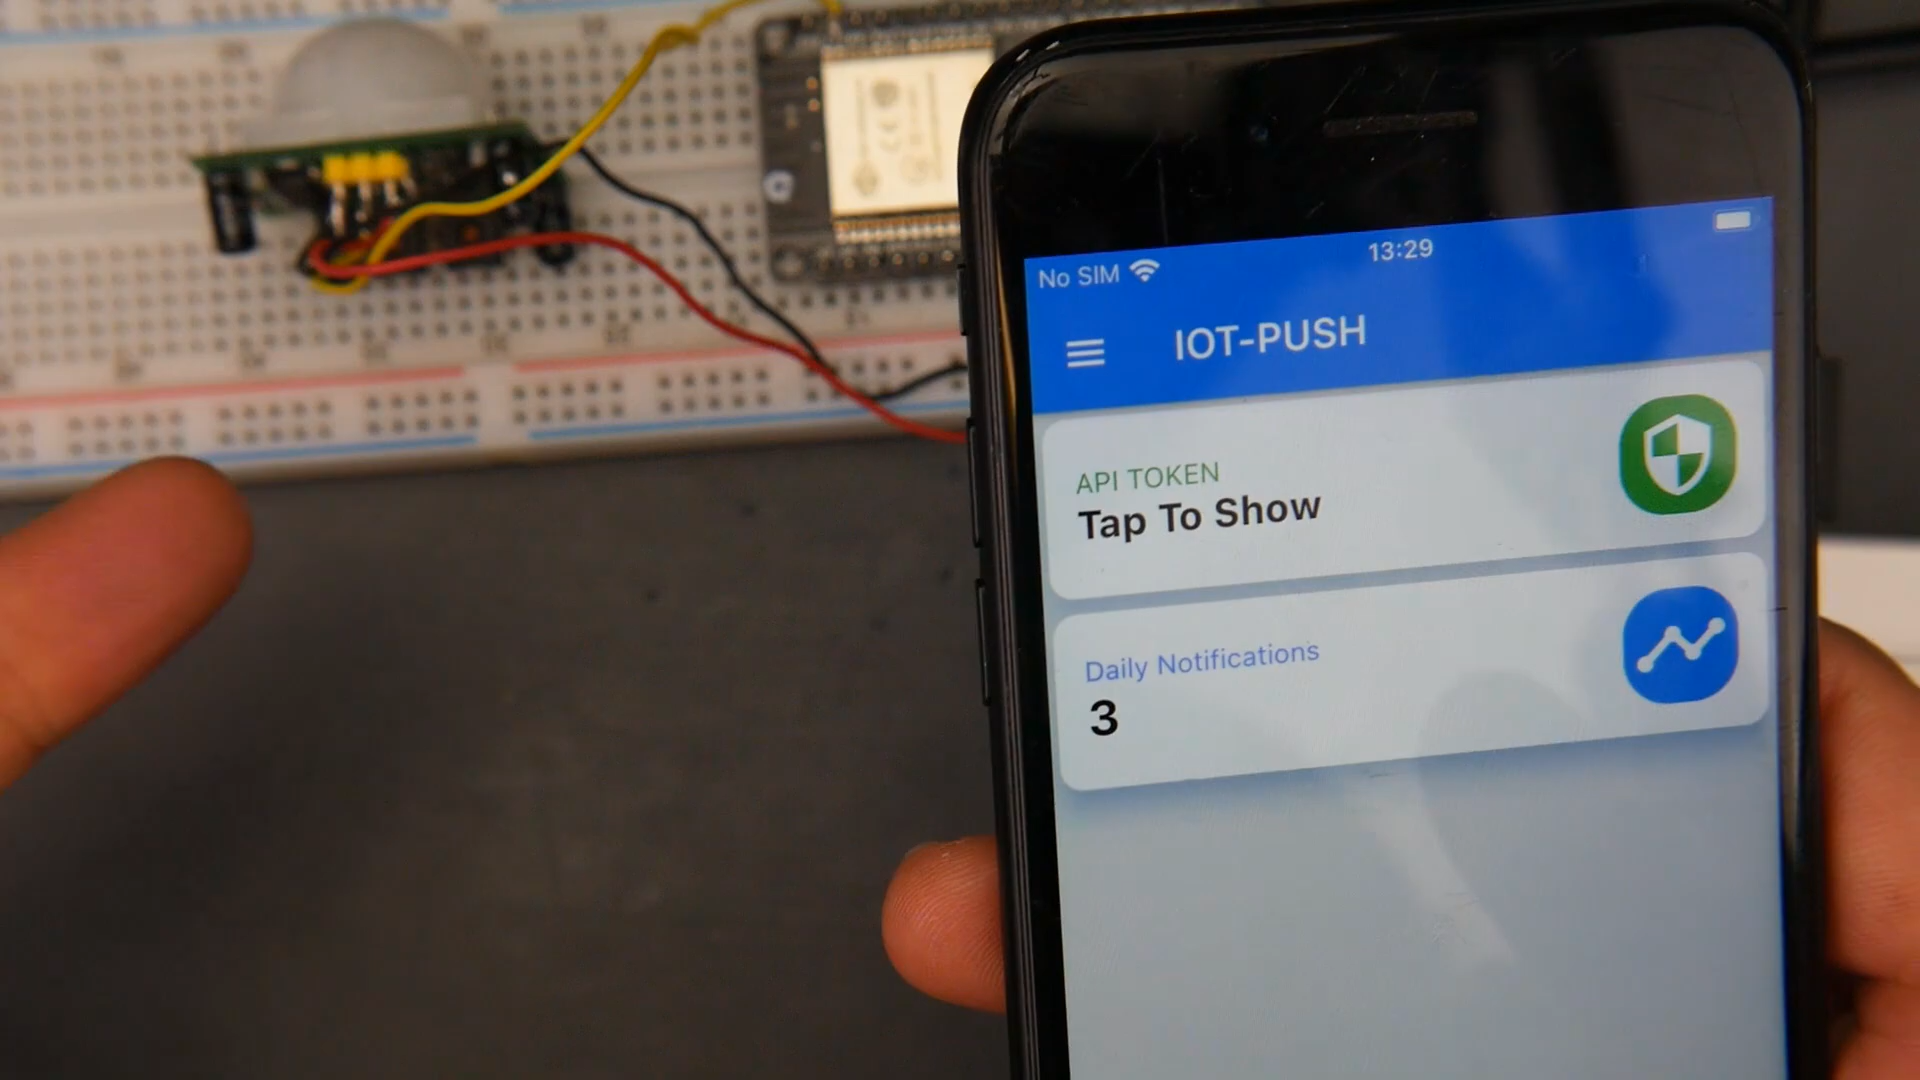 No SIM
13:29
IOT-PUSH
API TOKEN
Tap To Show
Daily Notifications
3